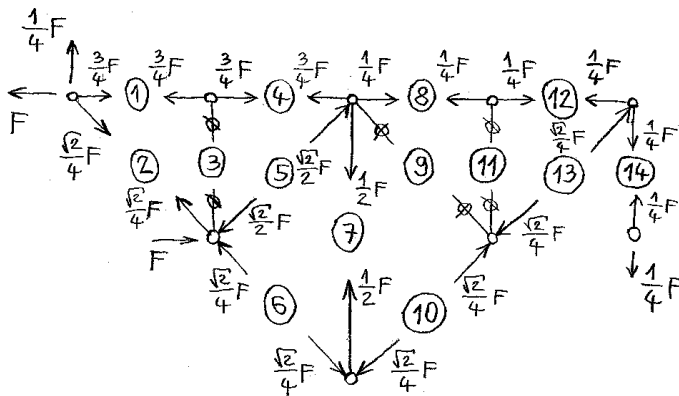 1/4 F
3/4 F 3/4 F 3/4 F 3/4 F 1/4 F 1/4 F 1/4 F 1/4 F
1 4 8 12
F
√2/4 F √2/2 F √2/4 F 1/4 F
2 3 5 9 11 13 14
√2/4 F √2/2 F 1/2 F 1/4 F
7 √2/4 F
F √2/4 F √2/4 F 1/4 F
6 1/2 F 10
√2/4 F √2/4 F